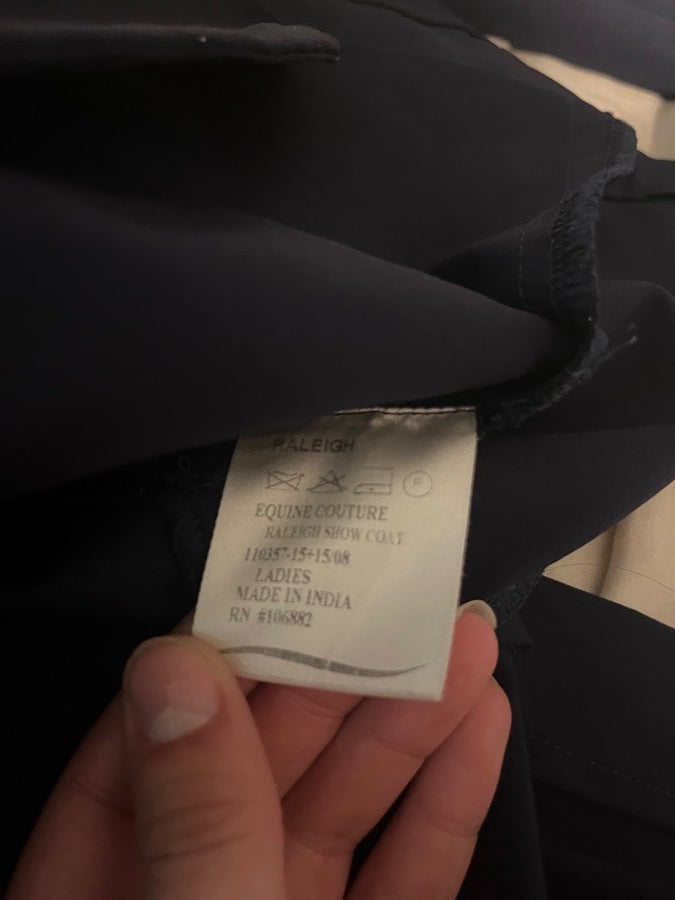 RALEIGH
P
EQUINE COUTURE
RALEIGH SHOW COAT
110357-15+15/08
LADIES
MADE IN INDIA
RN #106882